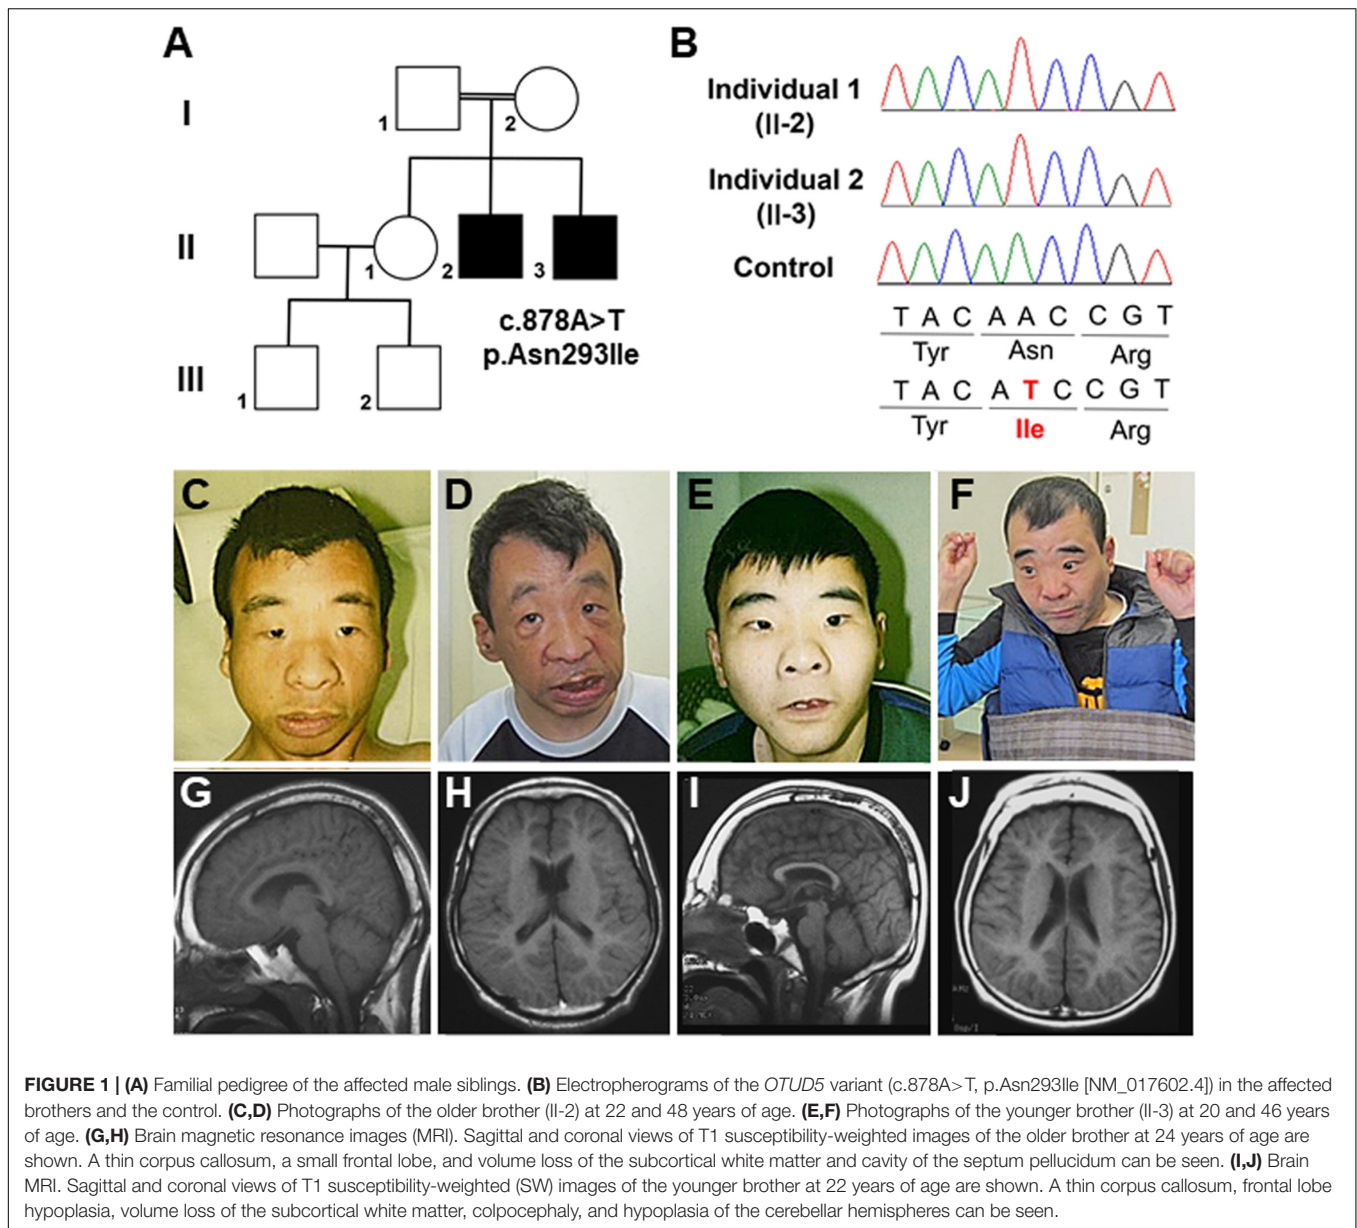 A
I
1
2
II
1
2
3
c.878A>T
p.Asn293Ile
III
1
2
B
Individual 1
(II-2)
Individual 2
(II-3)
Control
T A C A A C C G T
Tyr Asn Arg
T A C A T C C G T
Tyr Ile Arg
C
D
E
F
G
H
I
J
FIGURE 1 | (A) Familial pedigree of the affected male siblings. (B) Electropherograms of the OTUD5 variant (c.878A>T, p.Asn293Ile [NM_017602.4]) in the affected
brothers and the control. (C,D) Photographs of the older brother (II-2) at 22 and 48 years of age. (E,F) Photographs of the younger brother (II-3) at 20 and 46 years
of age. (G,H) Brain magnetic resonance images (MRI). Sagittal and coronal views of T1 susceptibility-weighted images of the older brother at 24 years of age are
shown. A thin corpus callosum, a small frontal lobe, and volume loss of the subcortical white matter and cavity of the septum pellucidum can be seen. (I,J) Brain
MRI. Sagittal and coronal views of T1 susceptibility-weighted (SW) images of the younger brother at 22 years of age are shown. A thin corpus callosum, frontal lobe
hypoplasia, volume loss of the subcortical white matter, colpocephaly, and hypoplasia of the cerebellar hemispheres can be seen.